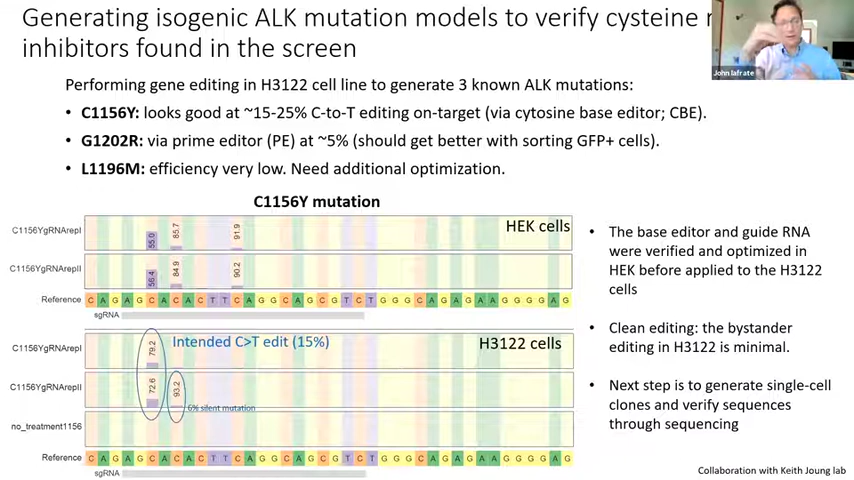 Generating isogenic ALK mutation models to verify cysteine
inhibitors found in the screen
John Iafrate
Performing gene editing in H3122 cell line to generate 3 known ALK mutations:
• C1156Y: looks good at ~15-25% C-to-T editing on-target (via cytosine base editor; CBE).
• G1202R: via prime editor (PE) at ~5% (should get better with sorting GFP+ cells).
• L1196M: efficiency very low. Need additional optimization.
C1156Y mutation
C1156YgRNArepI
55.0
85.7
91.9
HEK cells
C1156YgRNArepII
56.4
84.9
90.2
Reference
C A G A G C A C A C T T C A G G C A G C G T C T G G G C A G A G A A G G G G A G
sgRNA
C1156YgRNArepI
79.2
Intended C>T edit (15%)
H3122 cells
C1156YgRNArepII
72.6
93.2
6% silent mutation
no_treatment1156
Reference
C A G A G C A C A C T T C A G G C A G C G T C T G G G C A G A G A A G G G G A G
sgRNA
• The base editor and guide RNA
were verified and optimized in
HEK before applied to the H3122
cells
• Clean editing: the bystander
editing in H3122 is minimal.
• Next step is to generate single-cell
clones and verify sequences
through sequencing
Collaboration with Keith Joung lab